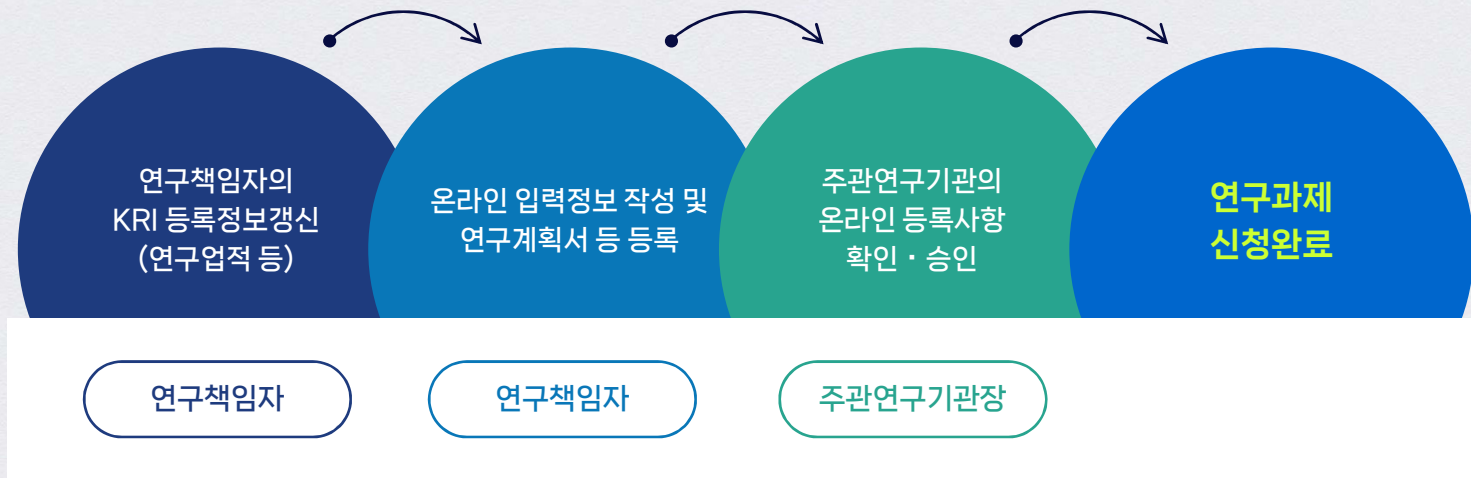 연구책임자의
KRI 등록정보갱신
(연구업적 등)
온라인 입력정보 작성 및
연구계획서 등 등록
주관연구기관의
온라인 등록사항
확인 · 승인
연구과제
신청완료
연구책임자
연구책임자
주관연구기관장